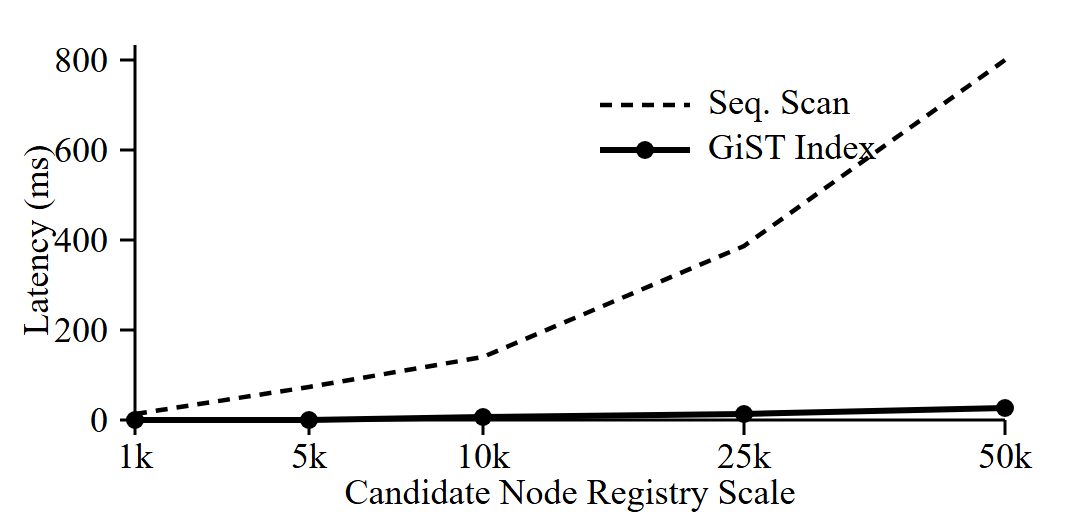 800
600
400
200
0
Latency (ms)
Seq. Scan
GiST Index
1k 5k 10k 25k 50k
Candidate Node Registry Scale